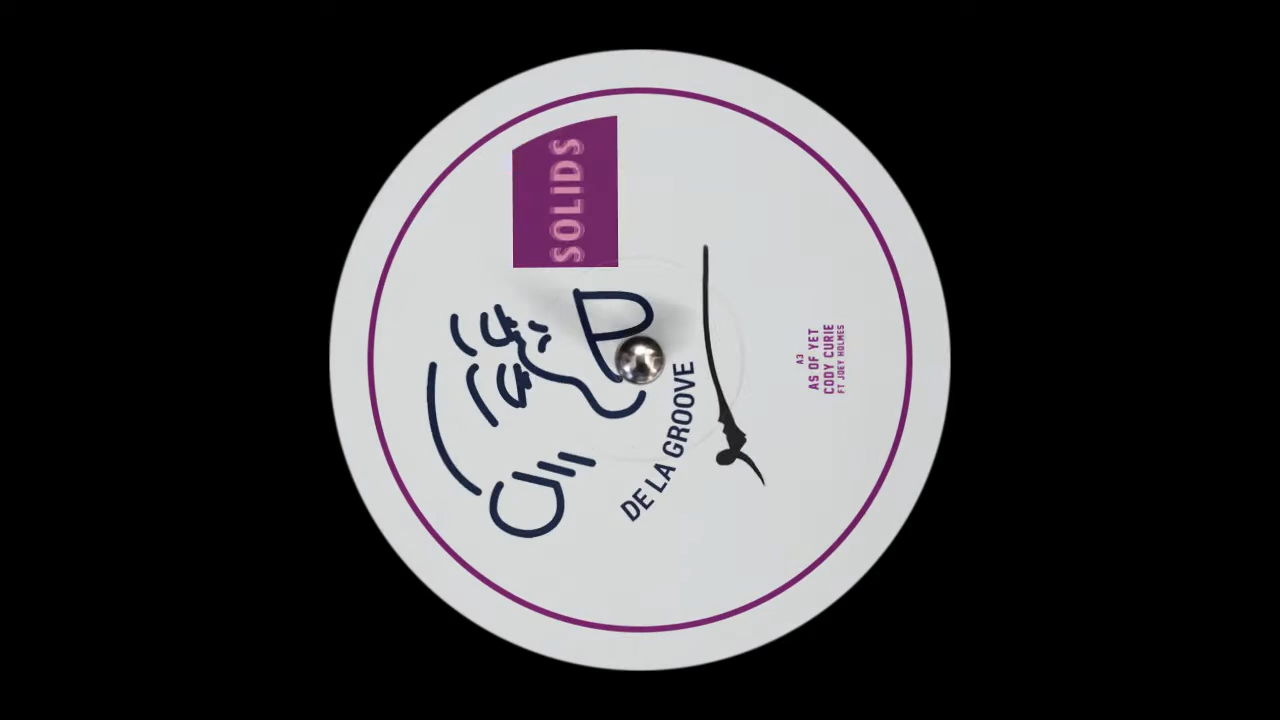 SOLIDS
DE LA GROOVE
A3
AS OF YET
CODY CURIE
FT JOEY HOLMES